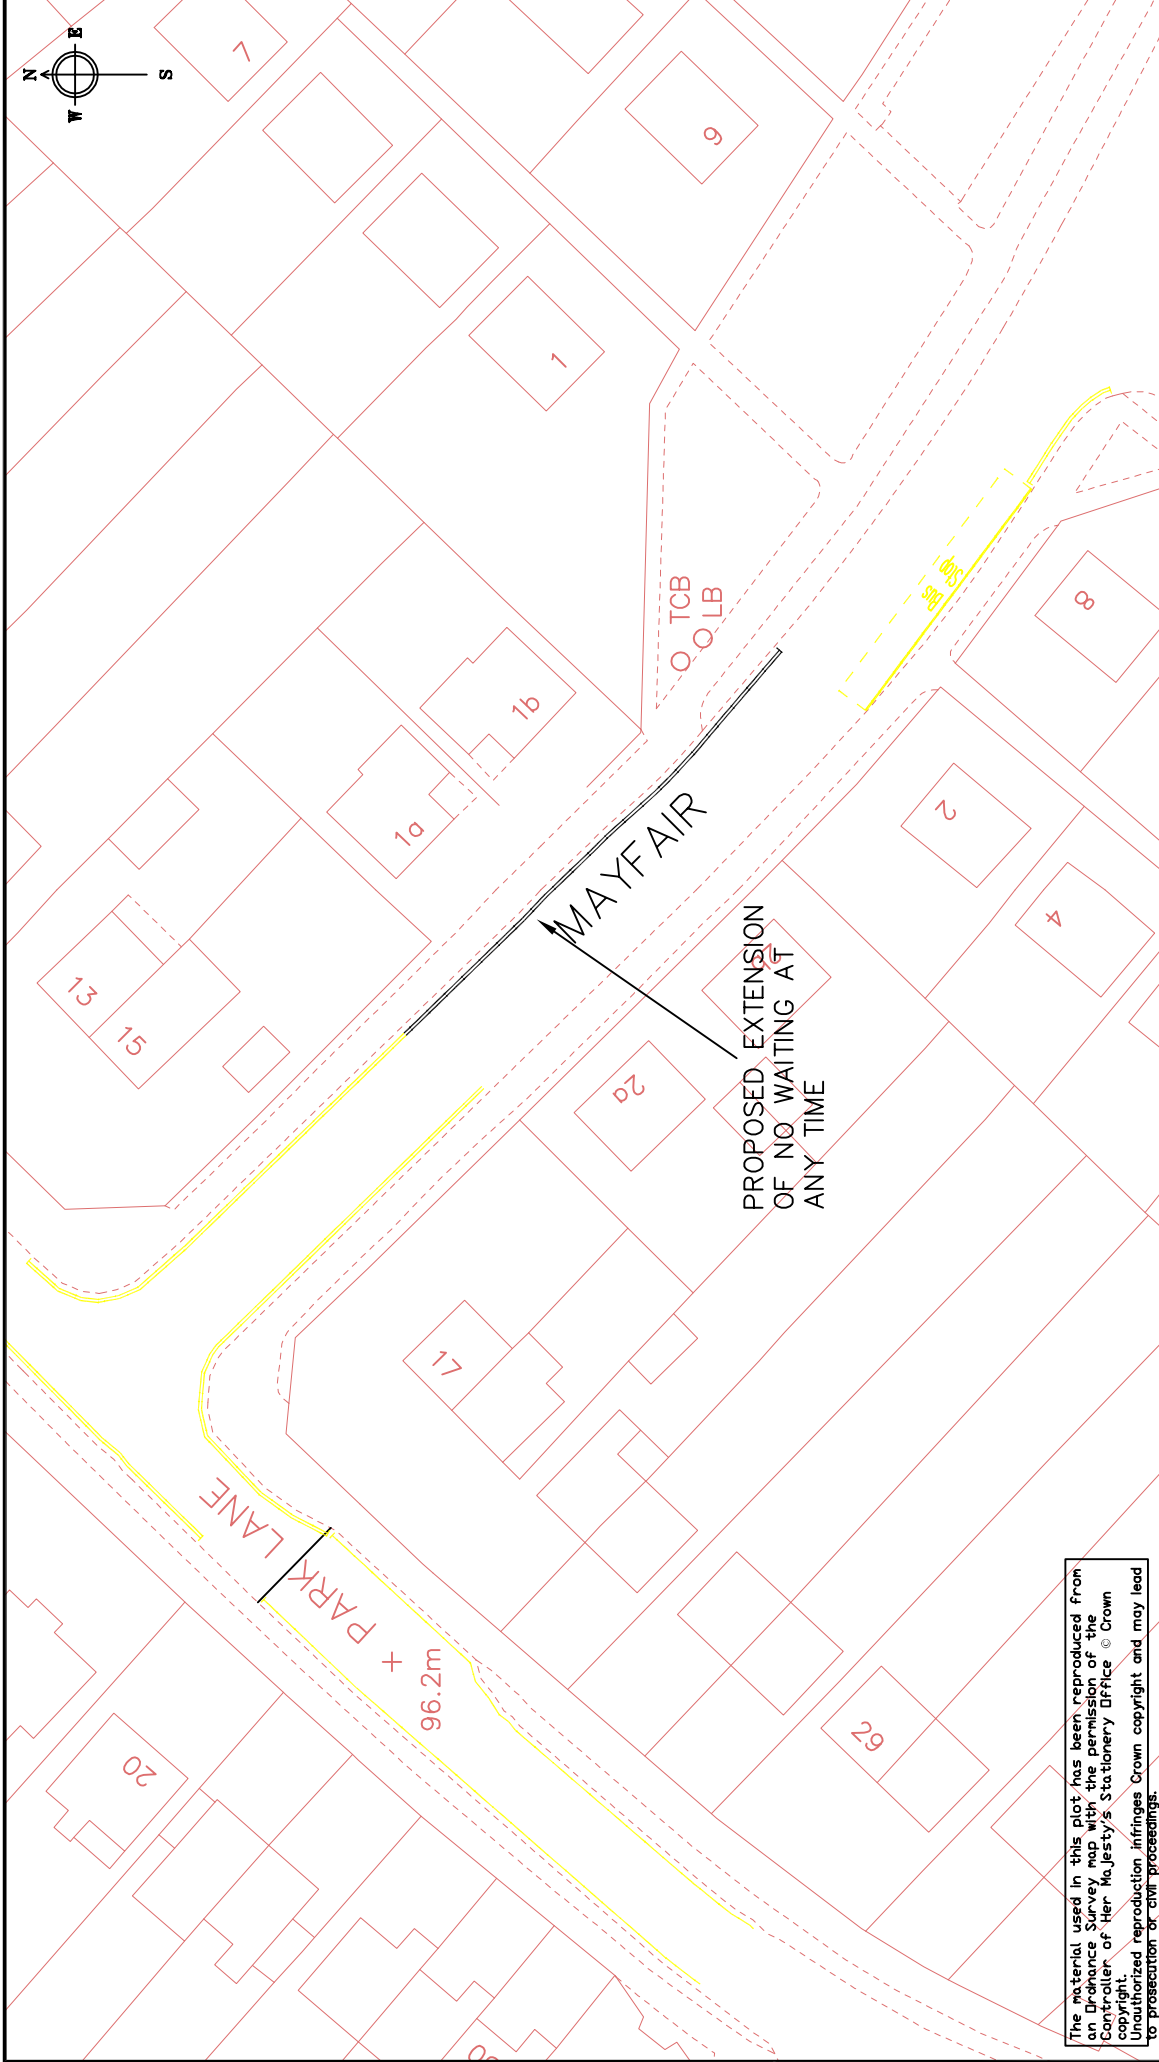 N
W
E
S
7
9
1
TCB
LB
1b
1a
13
15
MAYFAIR
8
2
4
2b
2a
PROPOSED EXTENSION
OF NO WAITING AT
ANY TIME
17
PARK LANE
96.2m
20
29
The material used in this plot has been reproduced from
an Ordnance Survey map with the permission of the
Controller of Her Majesty's Stationery Office © Crown
copyright.
Unauthorized reproduction infringes Crown copyright and may lead
to prosecution or civil proceedings.